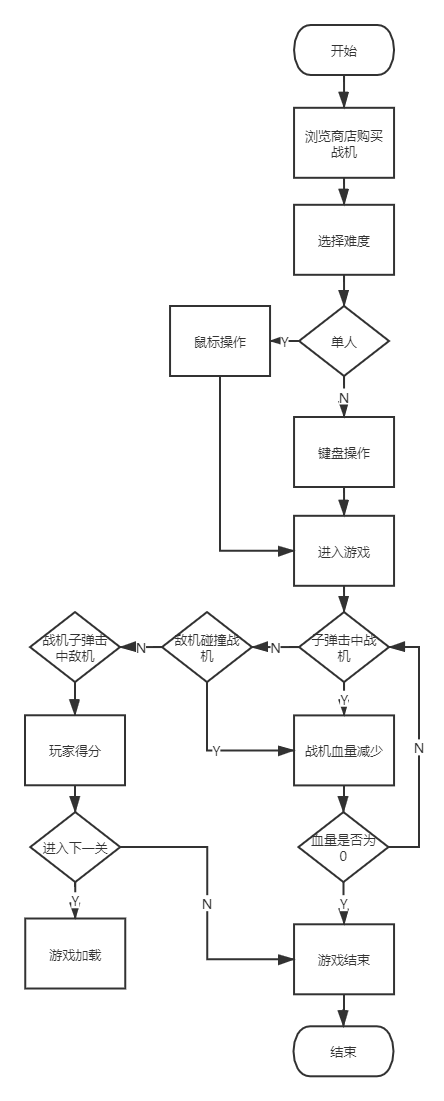 开始
浏览商店购买
战机
选择难度
鼠标操作
Y
单人
N
键盘操作
进入游戏
战机子弹击
中敌机
N
敌机碰撞战
机
N
子弹击中战
机
Y
玩家得分
Y
战机血量减少
N
进入下一关
血量是否为
0
Y
N
Y
游戏加载
游戏结束
结束